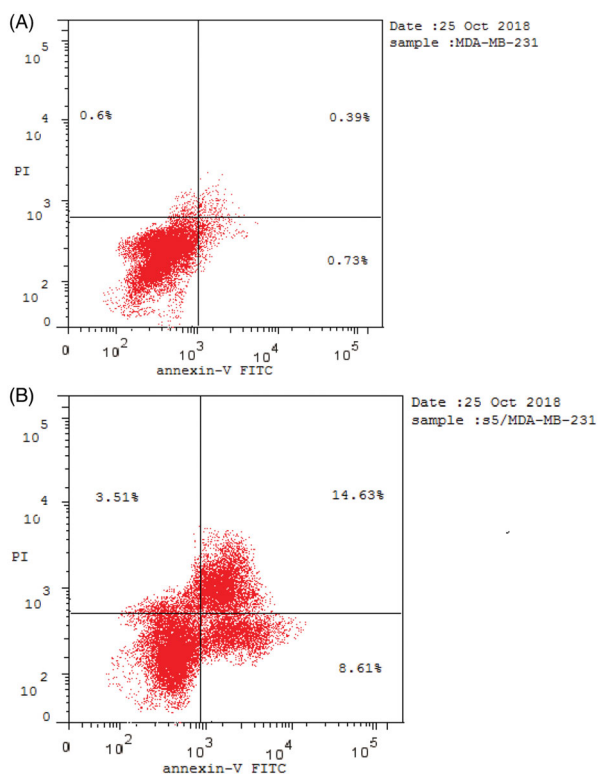 (A)
Date :25 Oct 2018
sample :MDA-MB-231
10^5
0.6%
0.39%
10^4
PI
10^3
0.73%
10^2
0
0 10^2 10^3 10^4 10^5
annexin-V FITC
(B)
Date :25 Oct 2018
sample :s5/MDA-MB-231
10^5
3.51%
14.63%
10^4
PI
10^3
8.61%
10^2
0
0 10^2 10^3 10^4 10^5
annexin-V FITC